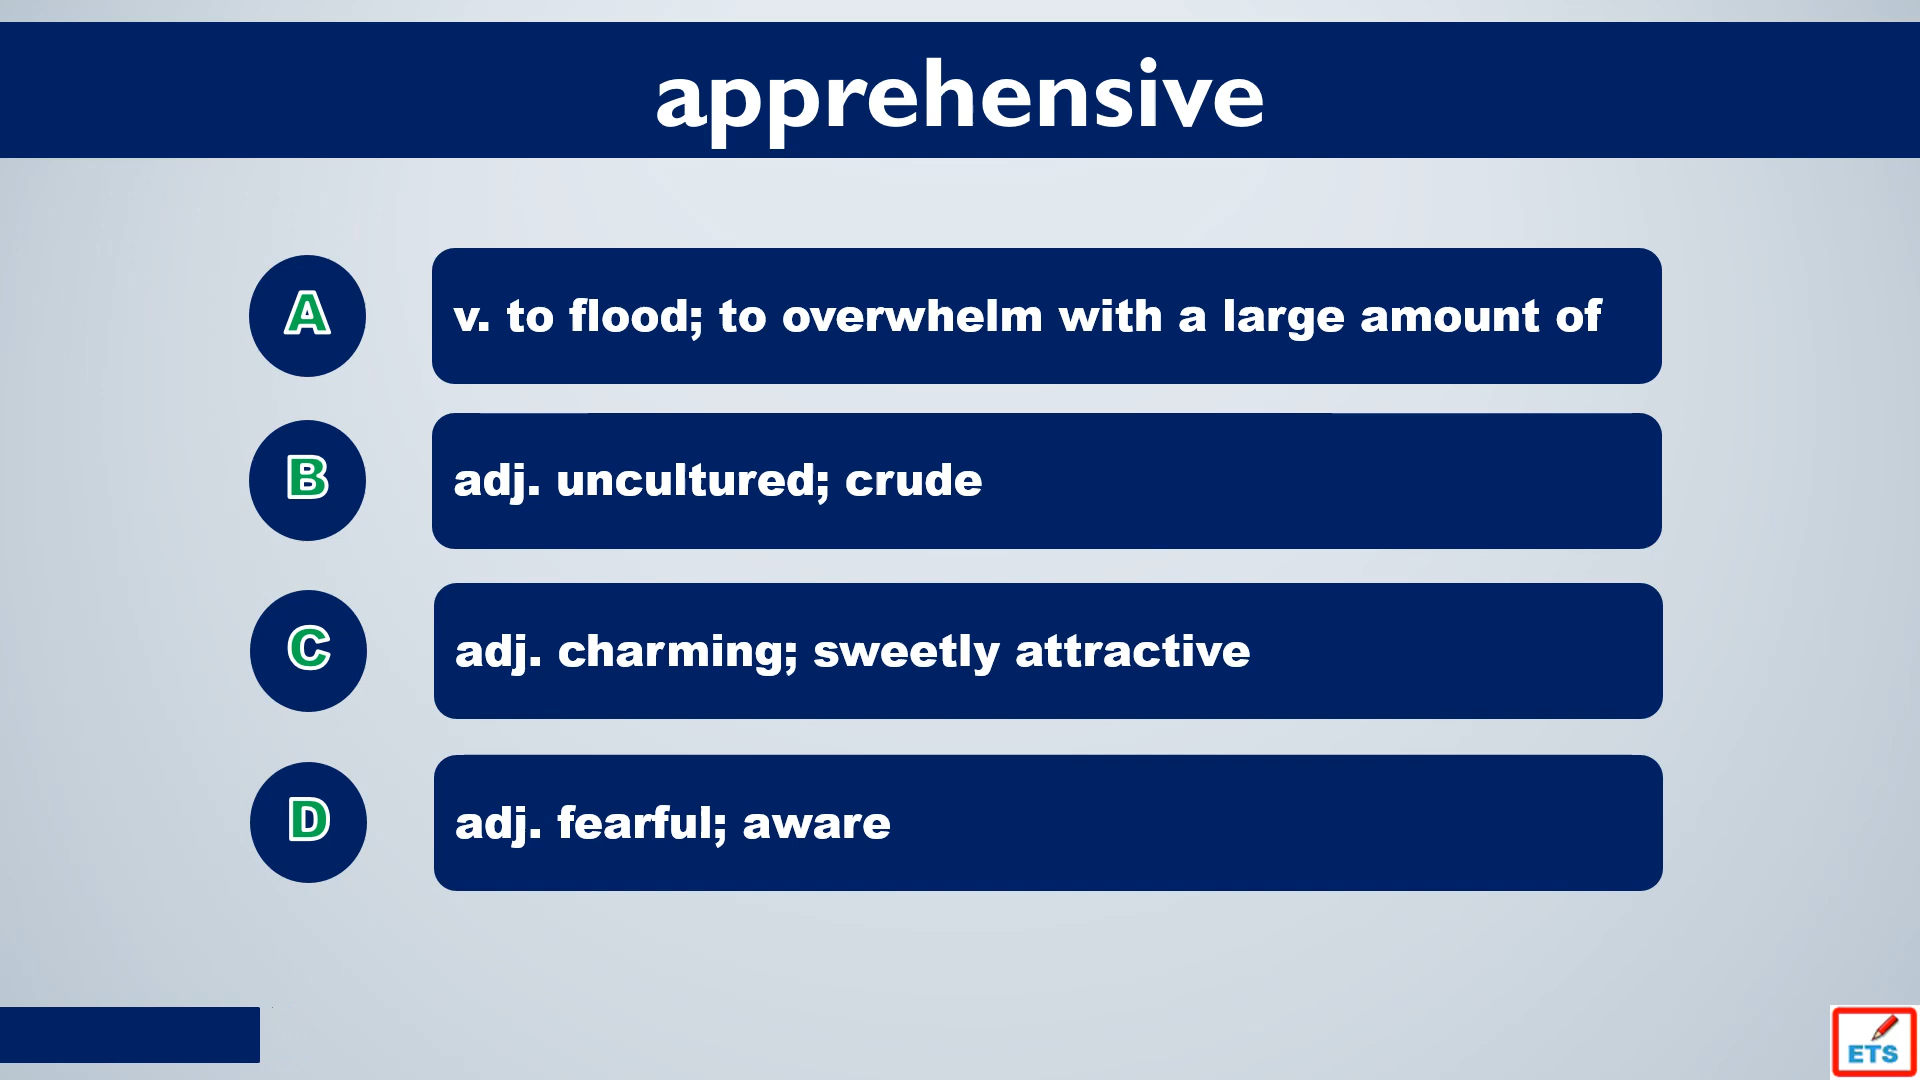 apprehensive
A
v. to flood; to overwhelm with a large amount of
B
adj. uncultured; crude
C
adj. charming; sweetly attractive
D
adj. fearful; aware
ETS